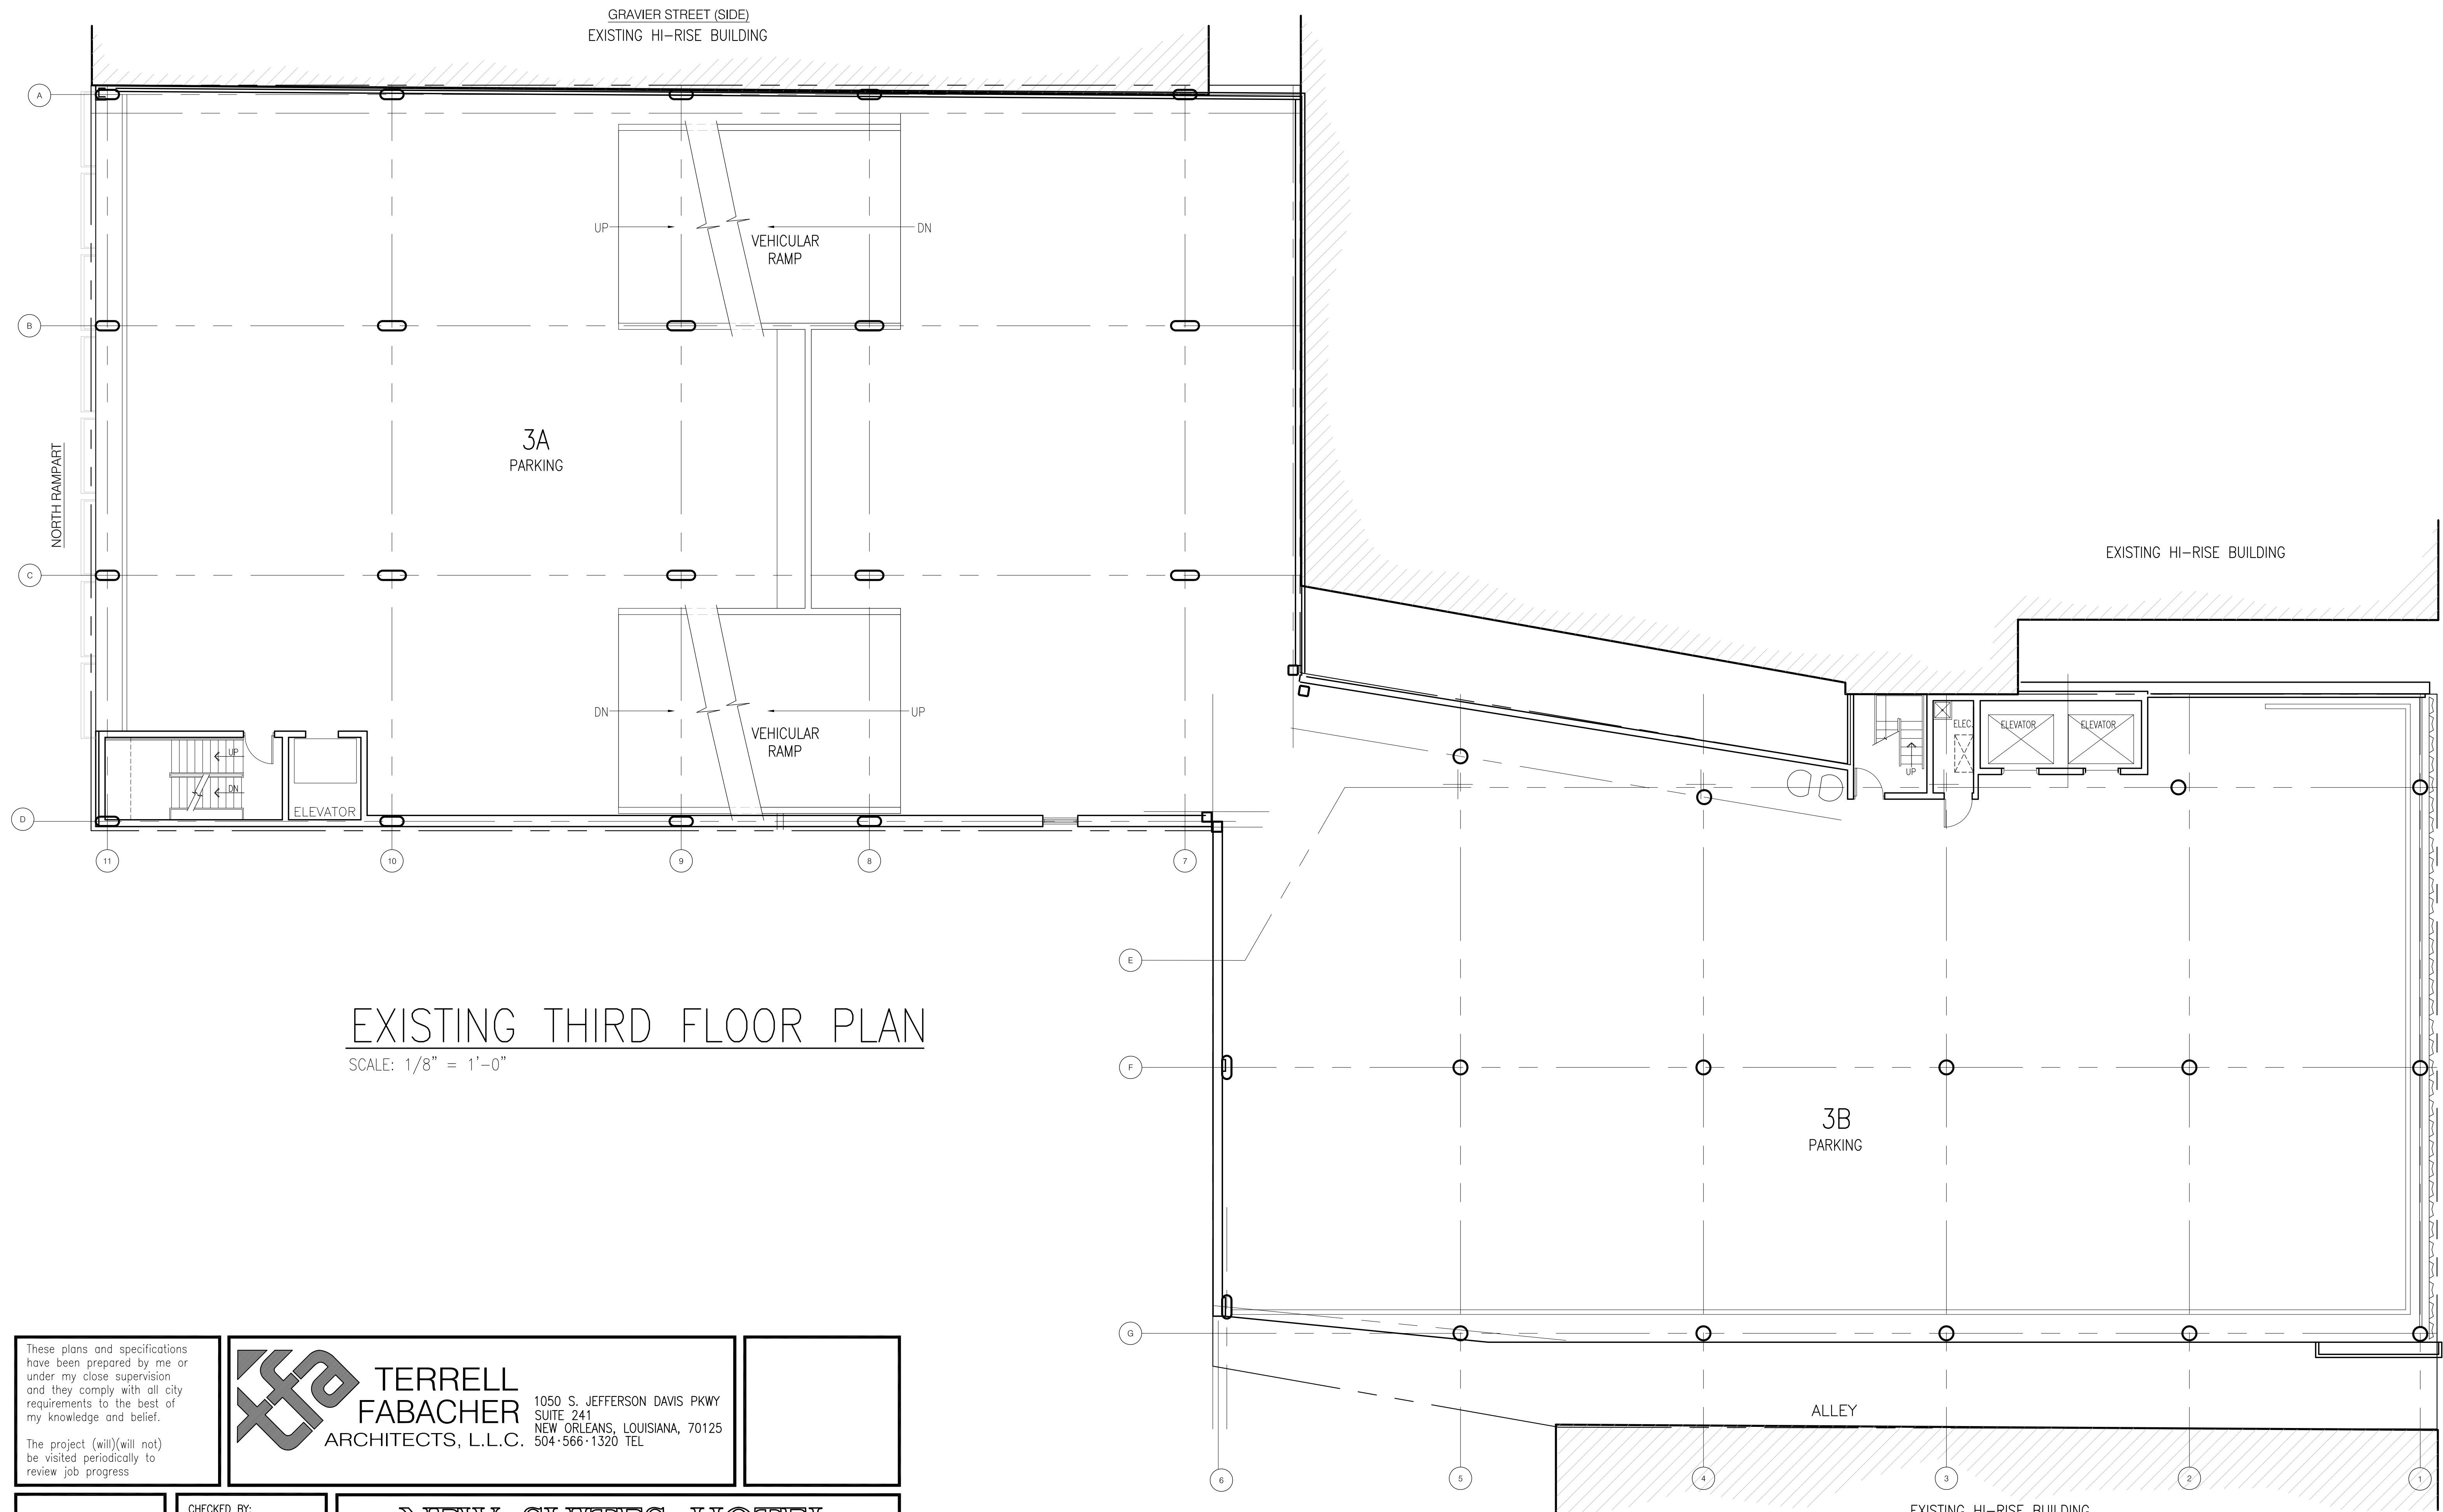 GRAVIER STREET (SIDE)
EXISTING HI-RISE BUILDING
A
B
C
D
NORTH RAMPART
UP
DN
VEHICULAR
RAMP
3A
PARKING
DN
UP
VEHICULAR
RAMP
UP
DN
ELEVATOR
11
10
9
8
7
EXISTING HI-RISE BUILDING
UP
ELEC.
ELEVATOR
ELEVATOR
E
F
G
3B
PARKING
ALLEY
6
5
4
3
2
1
EXISTING HI-RISE BUILDING
EXISTING THIRD FLOOR PLAN
SCALE: 1/8" = 1'-0"
These plans and specifications
have been prepared by me or
under my close supervision
and they comply with all city
requirements to the best of
my knowledge and belief.
The project (will)(will not)
be visited periodically to
review job progress
tfa
TERRELL
FABACHER
ARCHITECTS, L.L.C.
1050 S. JEFFERSON DAVIS PKWY
SUITE 241
NEW ORLEANS, LOUISIANA, 70125
504·566·1320 TEL
CHECKED BY:
NEW SUITES HOTEL